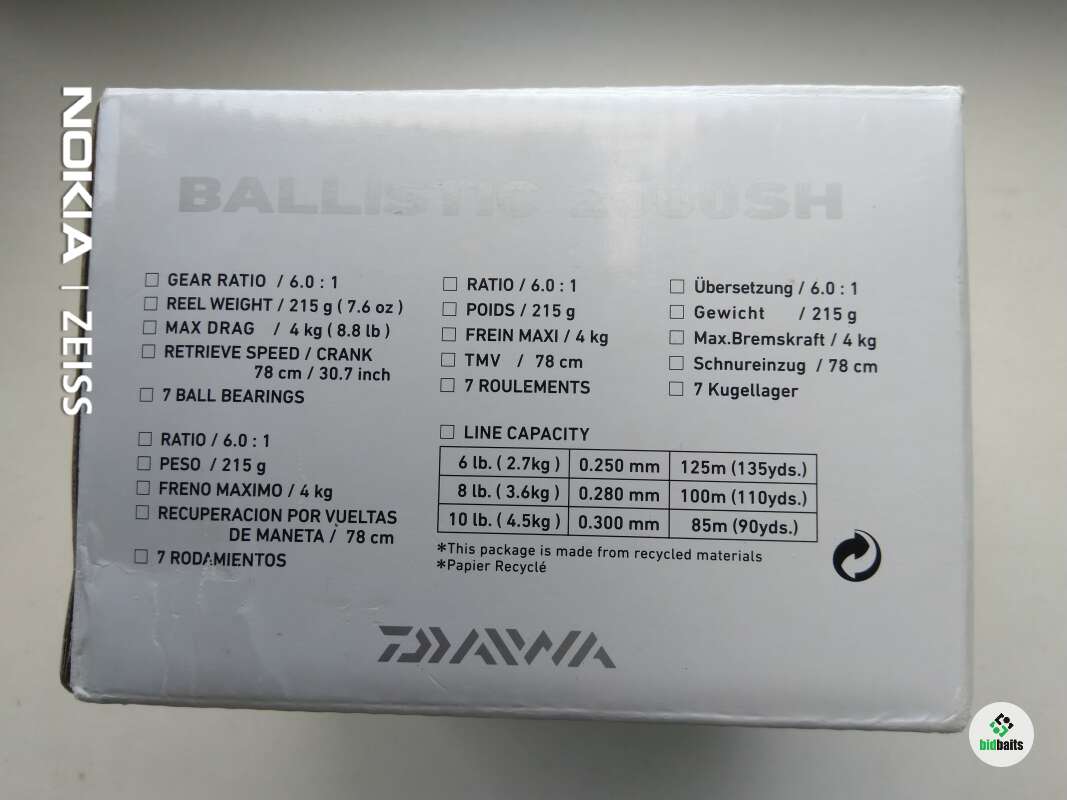 BALLISTIC 2000SH
☐ GEAR RATIO / 6.0 : 1
☐ REEL WEIGHT / 215 g ( 7.6 oz )
☐ MAX DRAG / 4 kg ( 8.8 lb )
☐ RETRIEVE SPEED / CRANK
78 cm / 30.7 inch
☐ 7 BALL BEARINGS
☐ RATIO / 6.0 : 1
☐ POIDS / 215 g
☐ FREIN MAXI / 4 kg
☐ TMV / 78 cm
☐ 7 ROULEMENTS
☐ Übersetzung / 6.0 : 1
☐ Gewicht / 215 g
☐ Max.Bremskraft / 4 kg
☐ Schnureinzug / 78 cm
☐ 7 Kugellager
☐ RATIO / 6.0 : 1
☐ PESO / 215 g
☐ FRENO MAXIMO / 4 kg
☐ RECUPERACION POR VUELTAS
DE MANETA / 78 cm
☐ 7 RODAMIENTOS
☐ LINE CAPACITY
6 lb. ( 2.7kg ) 0.250 mm 125m (135yds.)
8 lb. ( 3.6kg ) 0.280 mm 100m (110yds.)
10 lb. ( 4.5kg ) 0.300 mm 85m (90yds.)
*This package is made from recycled materials
*Papier Recyclé
DAIWA
NOKIA | ZEISS
bidbaits